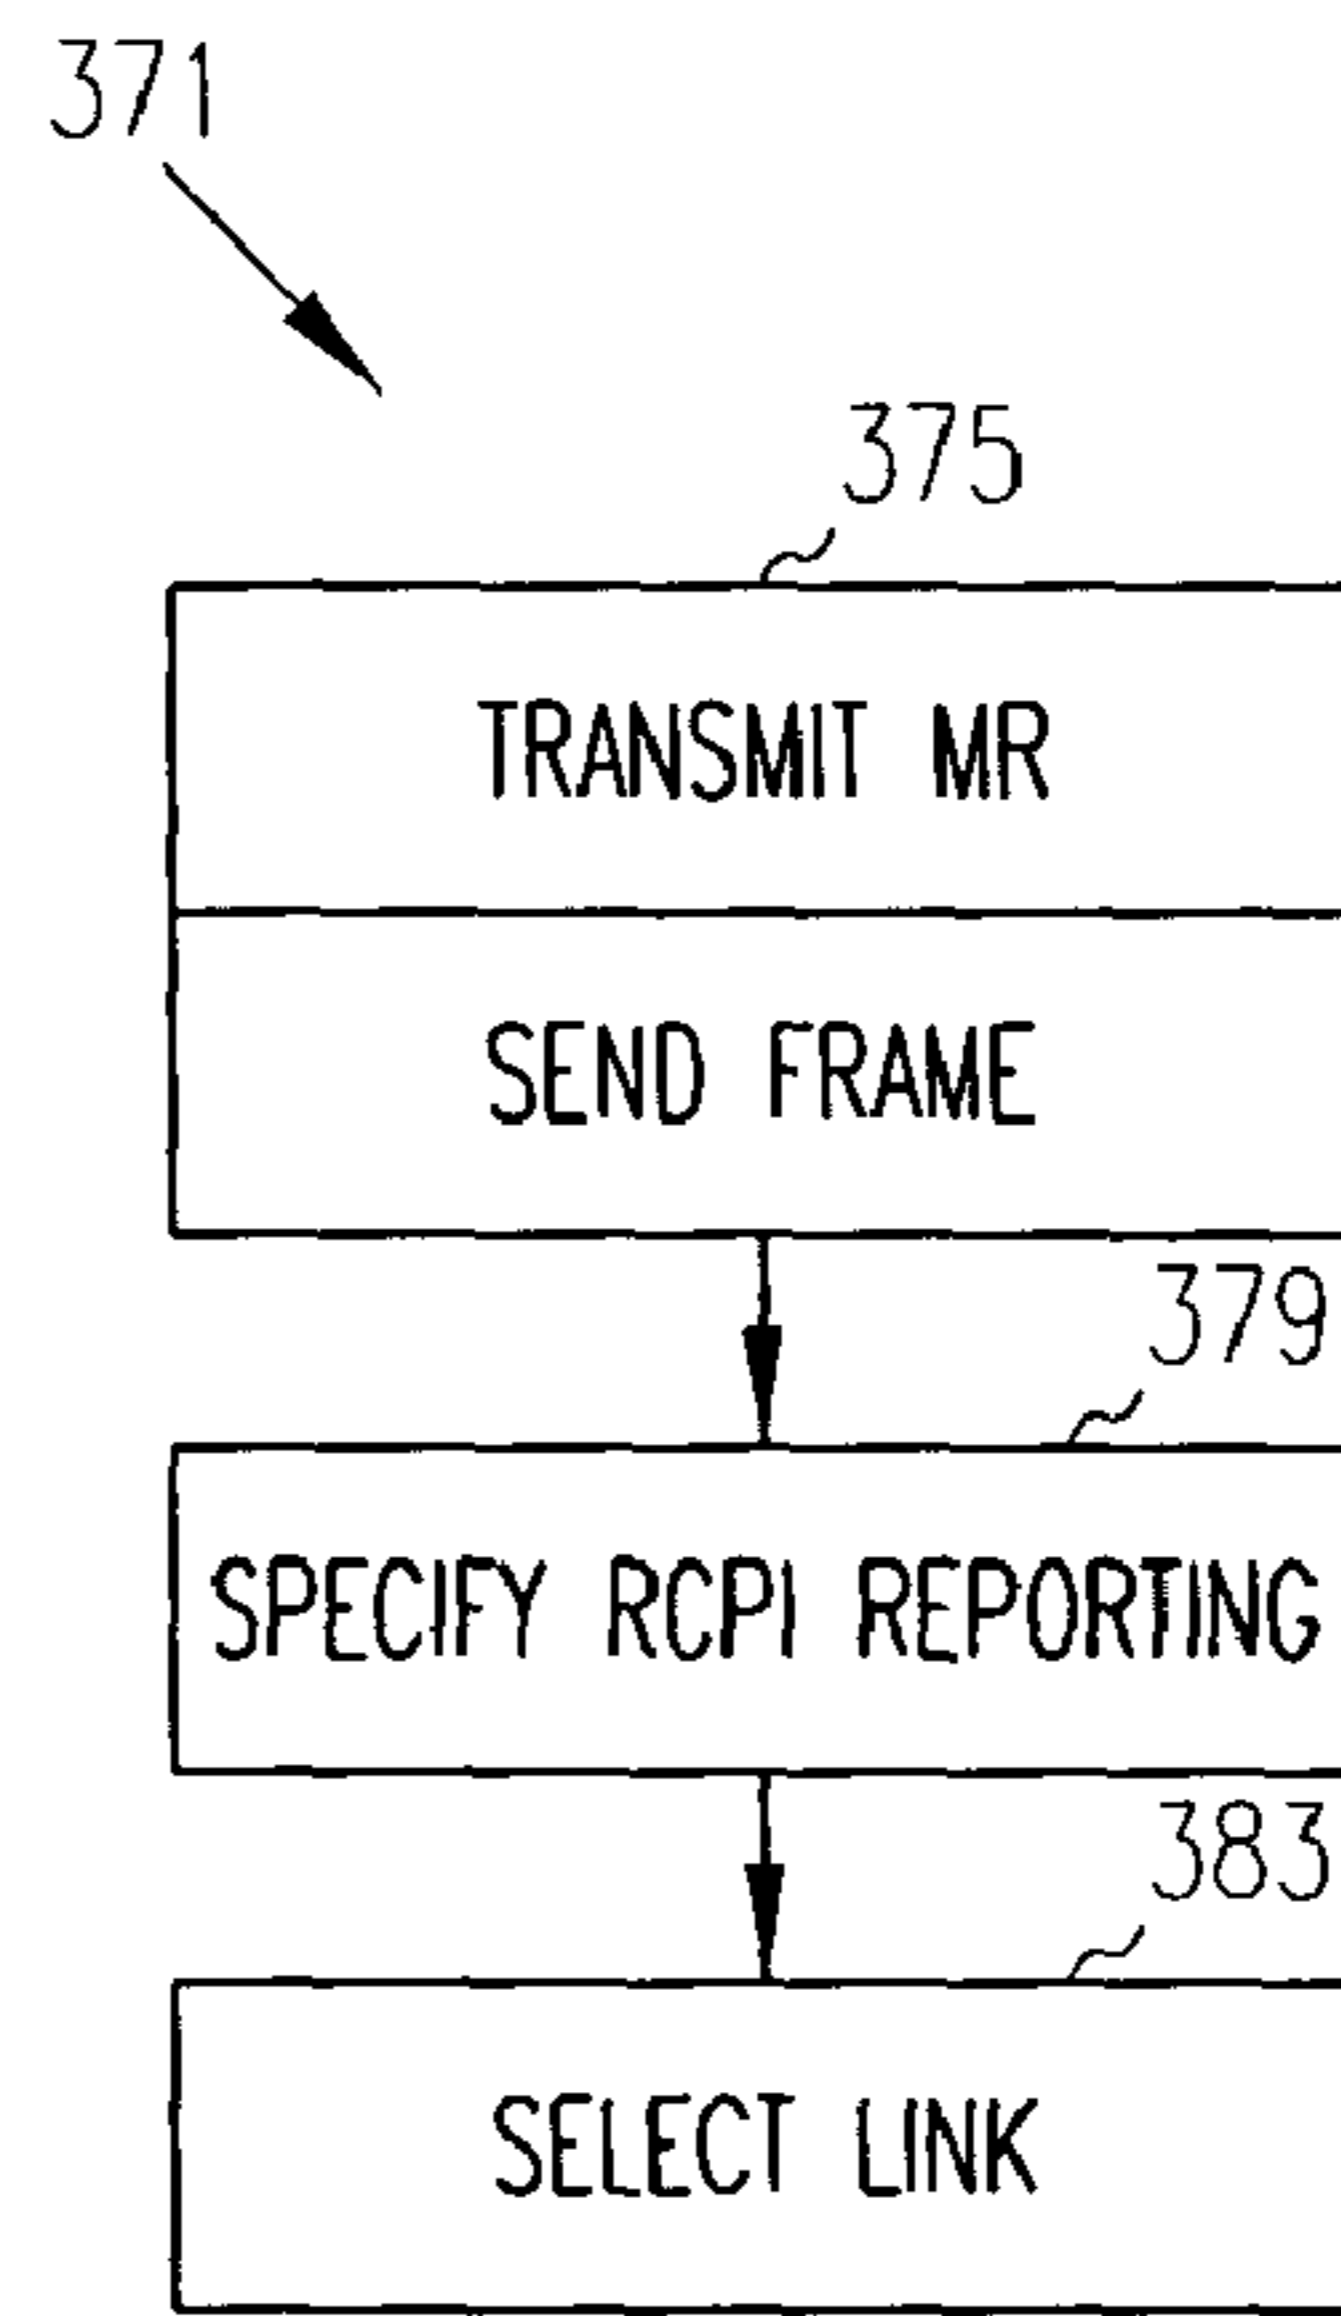 371
375
TRANSMIT MR
SEND FRAME
379
SPECIFY RCPI REPORTING
383
SELECT LINK